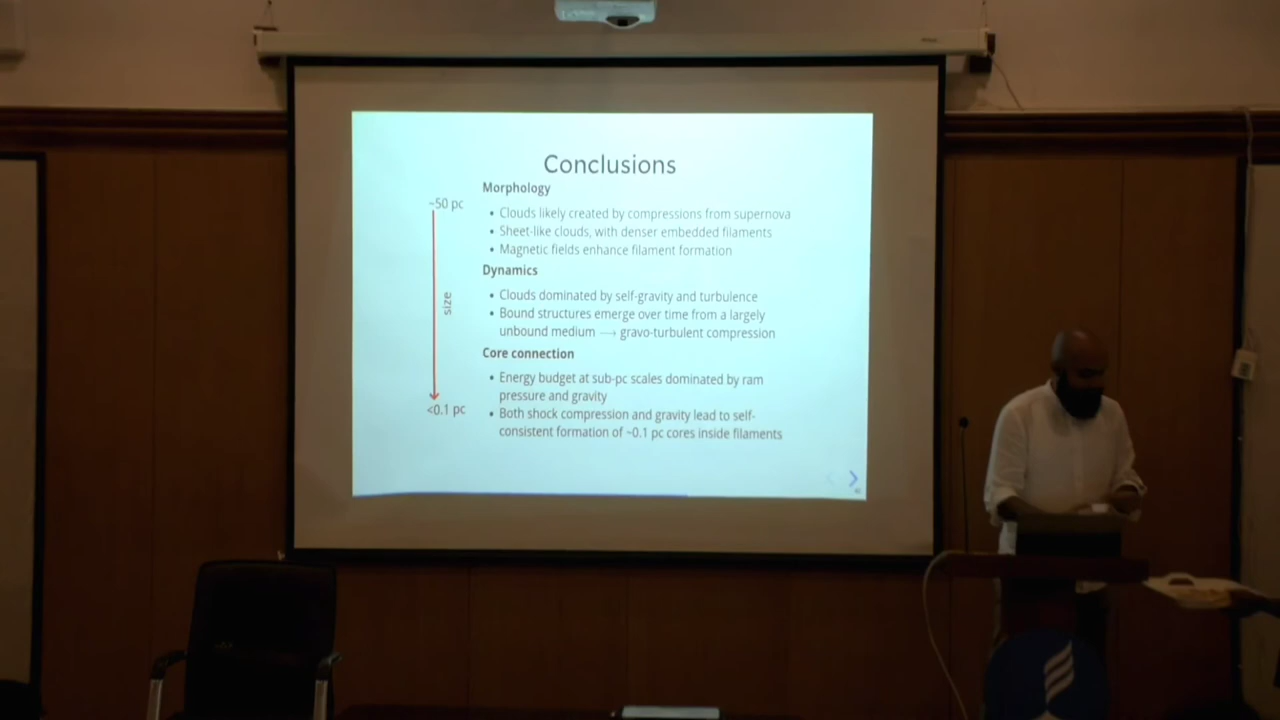 Conclusions
Morphology
~50 pc
• Clouds likely created by compressions from supernova
• Sheet-like clouds, with denser embedded filaments
• Magnetic fields enhance filament formation
Dynamics
size
• Clouds dominated by self-gravity and turbulence
• Bound structures emerge over time from a largely
unbound medium → gravo-turbulent compression
Core connection
• Energy budget at sub-pc scales dominated by ram
pressure and gravity
<0.1 pc
• Both shock compression and gravity lead to self-
consistent formation of ~0.1 pc cores inside filaments